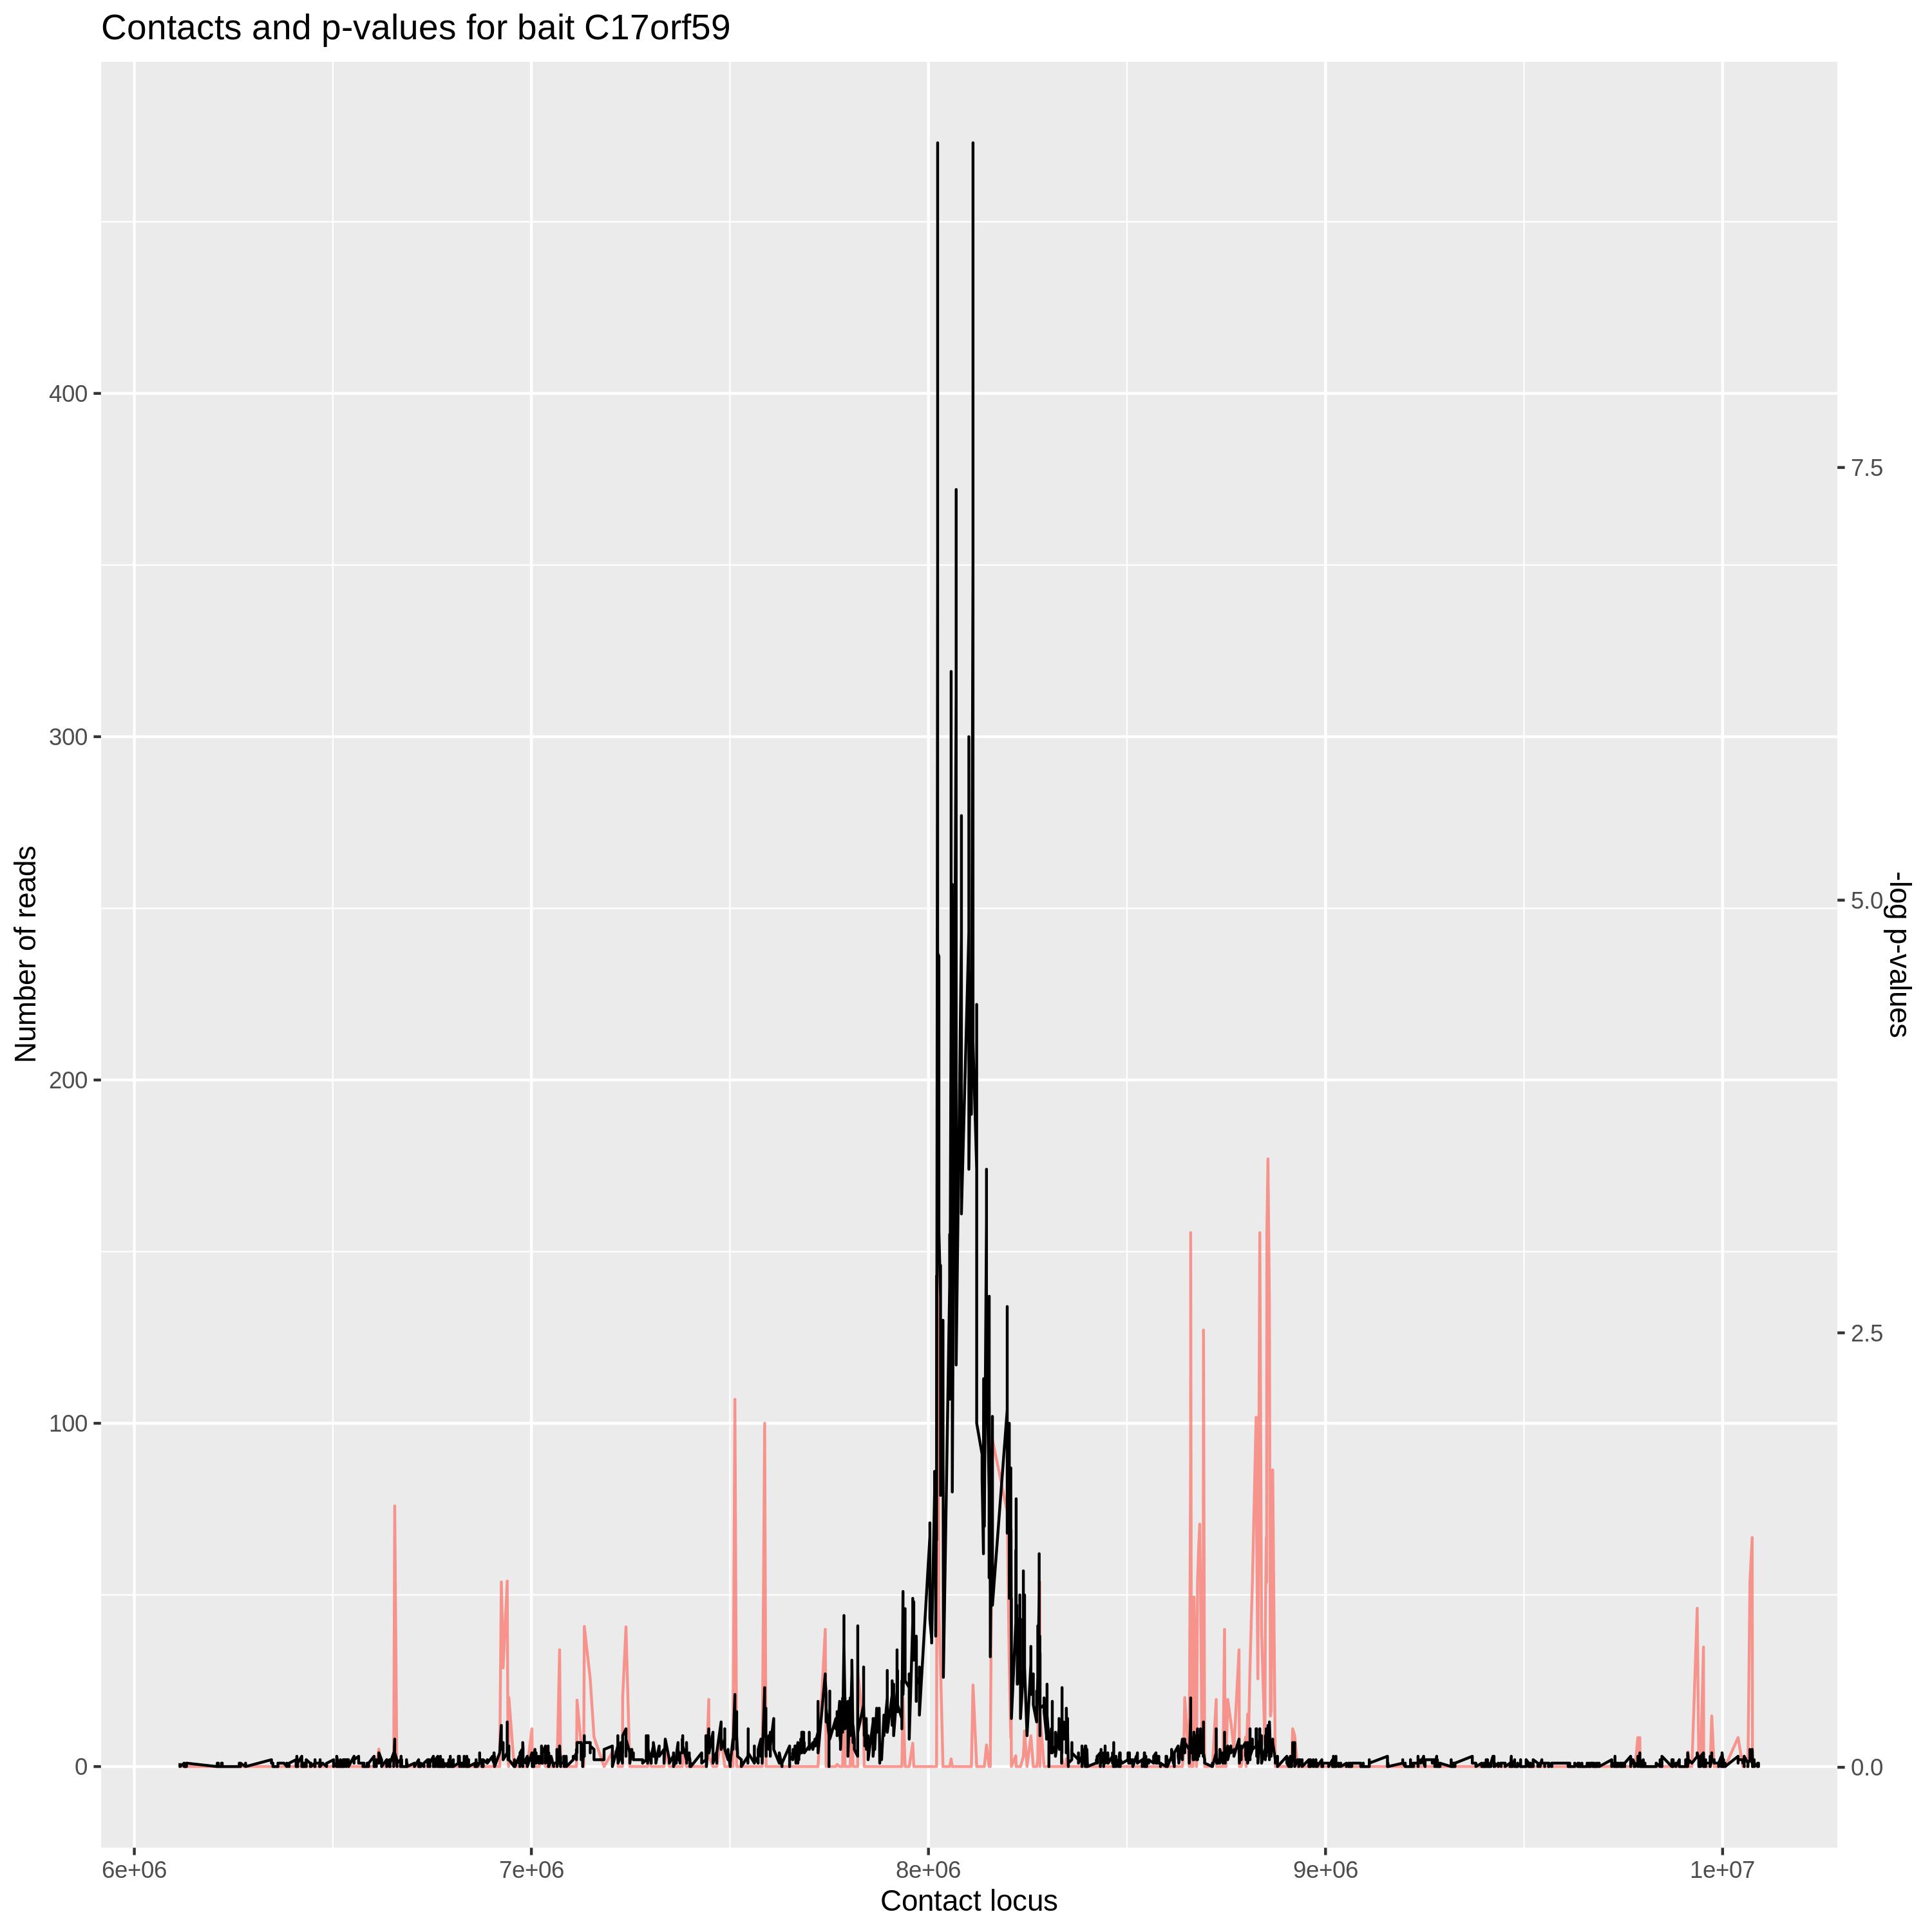 Contacts and p-values for bait C17orf59
400
300
200
100
0
Number of reads
7.5
5.0
2.5
0.0
-log p-values
6e+06
7e+06
8e+06
9e+06
1e+07
Contact locus